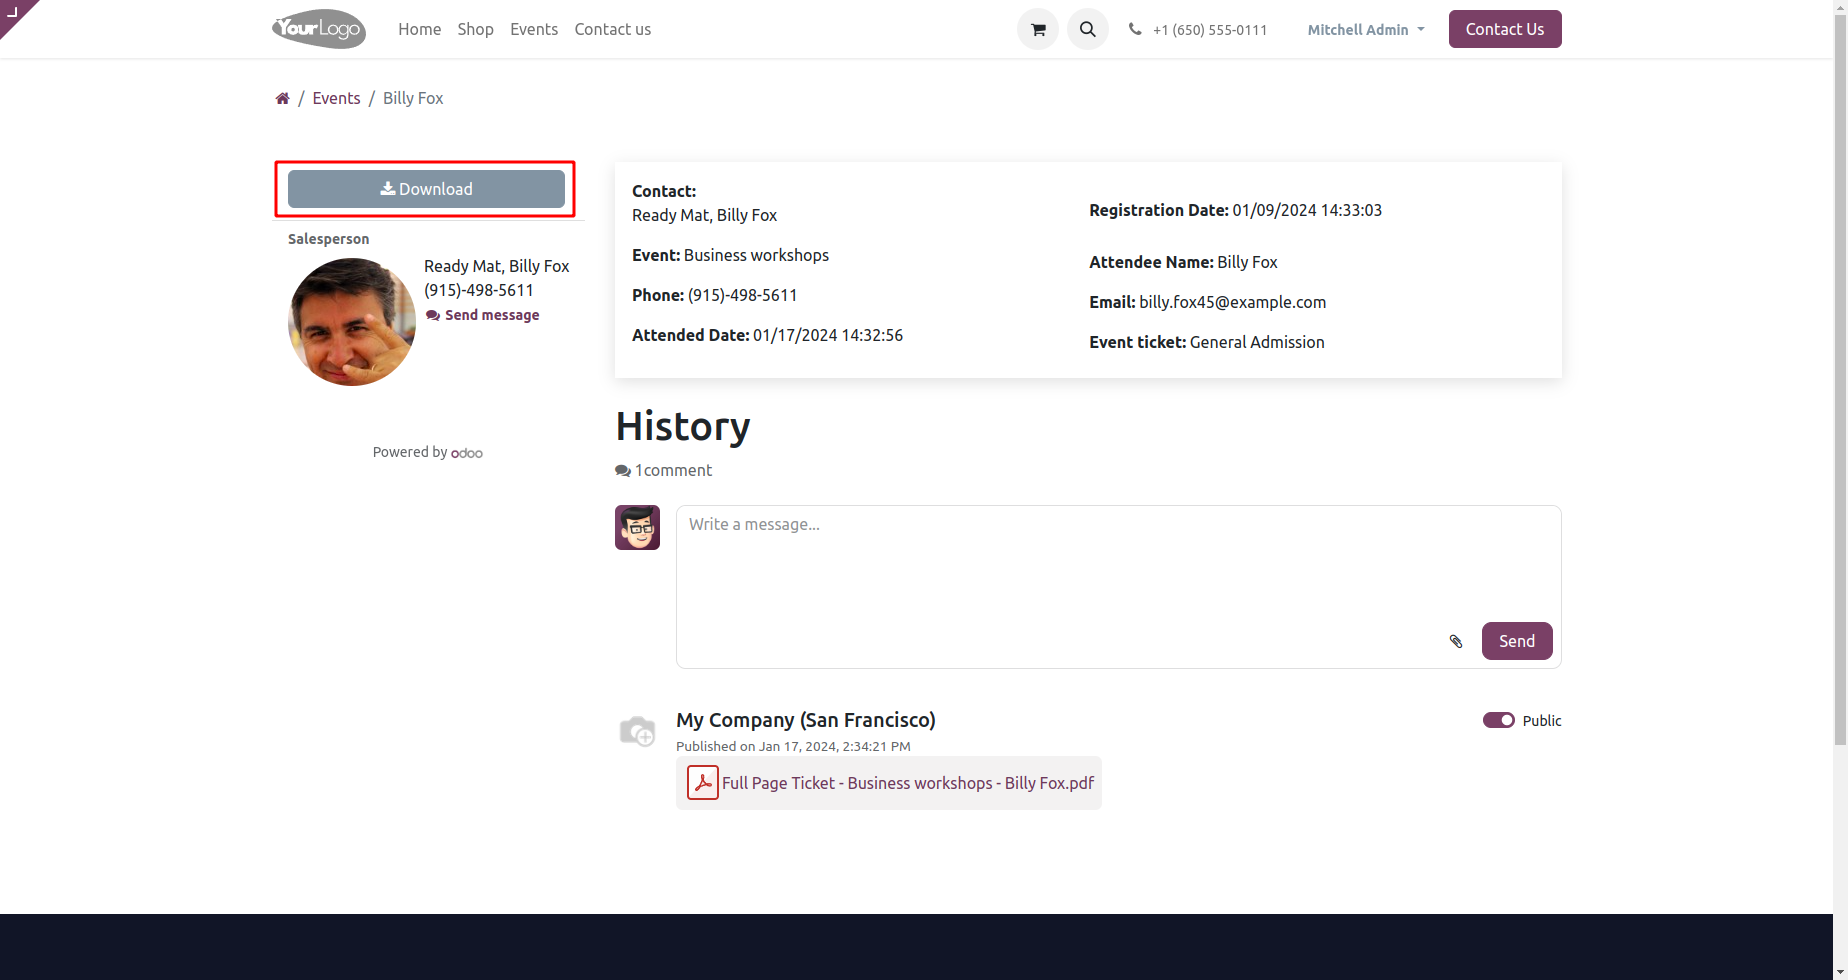 YourLogo
Home Shop Events Contact us
+1 (650) 555-0111
Mitchell Admin
Contact Us
/ Events / Billy Fox
Download
Salesperson
Ready Mat, Billy Fox
(915)-498-5611
Send message
Powered by odoo
Contact:
Ready Mat, Billy Fox
Event: Business workshops
Phone: (915)-498-5611
Attended Date: 01/17/2024 14:32:56
Registration Date: 01/09/2024 14:33:03
Attendee Name: Billy Fox
Email: billy.fox45@example.com
Event ticket: General Admission
History
1comment
Write a message...
Send
My Company (San Francisco)
Public
Published on Jan 17, 2024, 2:34:21 PM
Full Page Ticket - Business workshops - Billy Fox.pdf